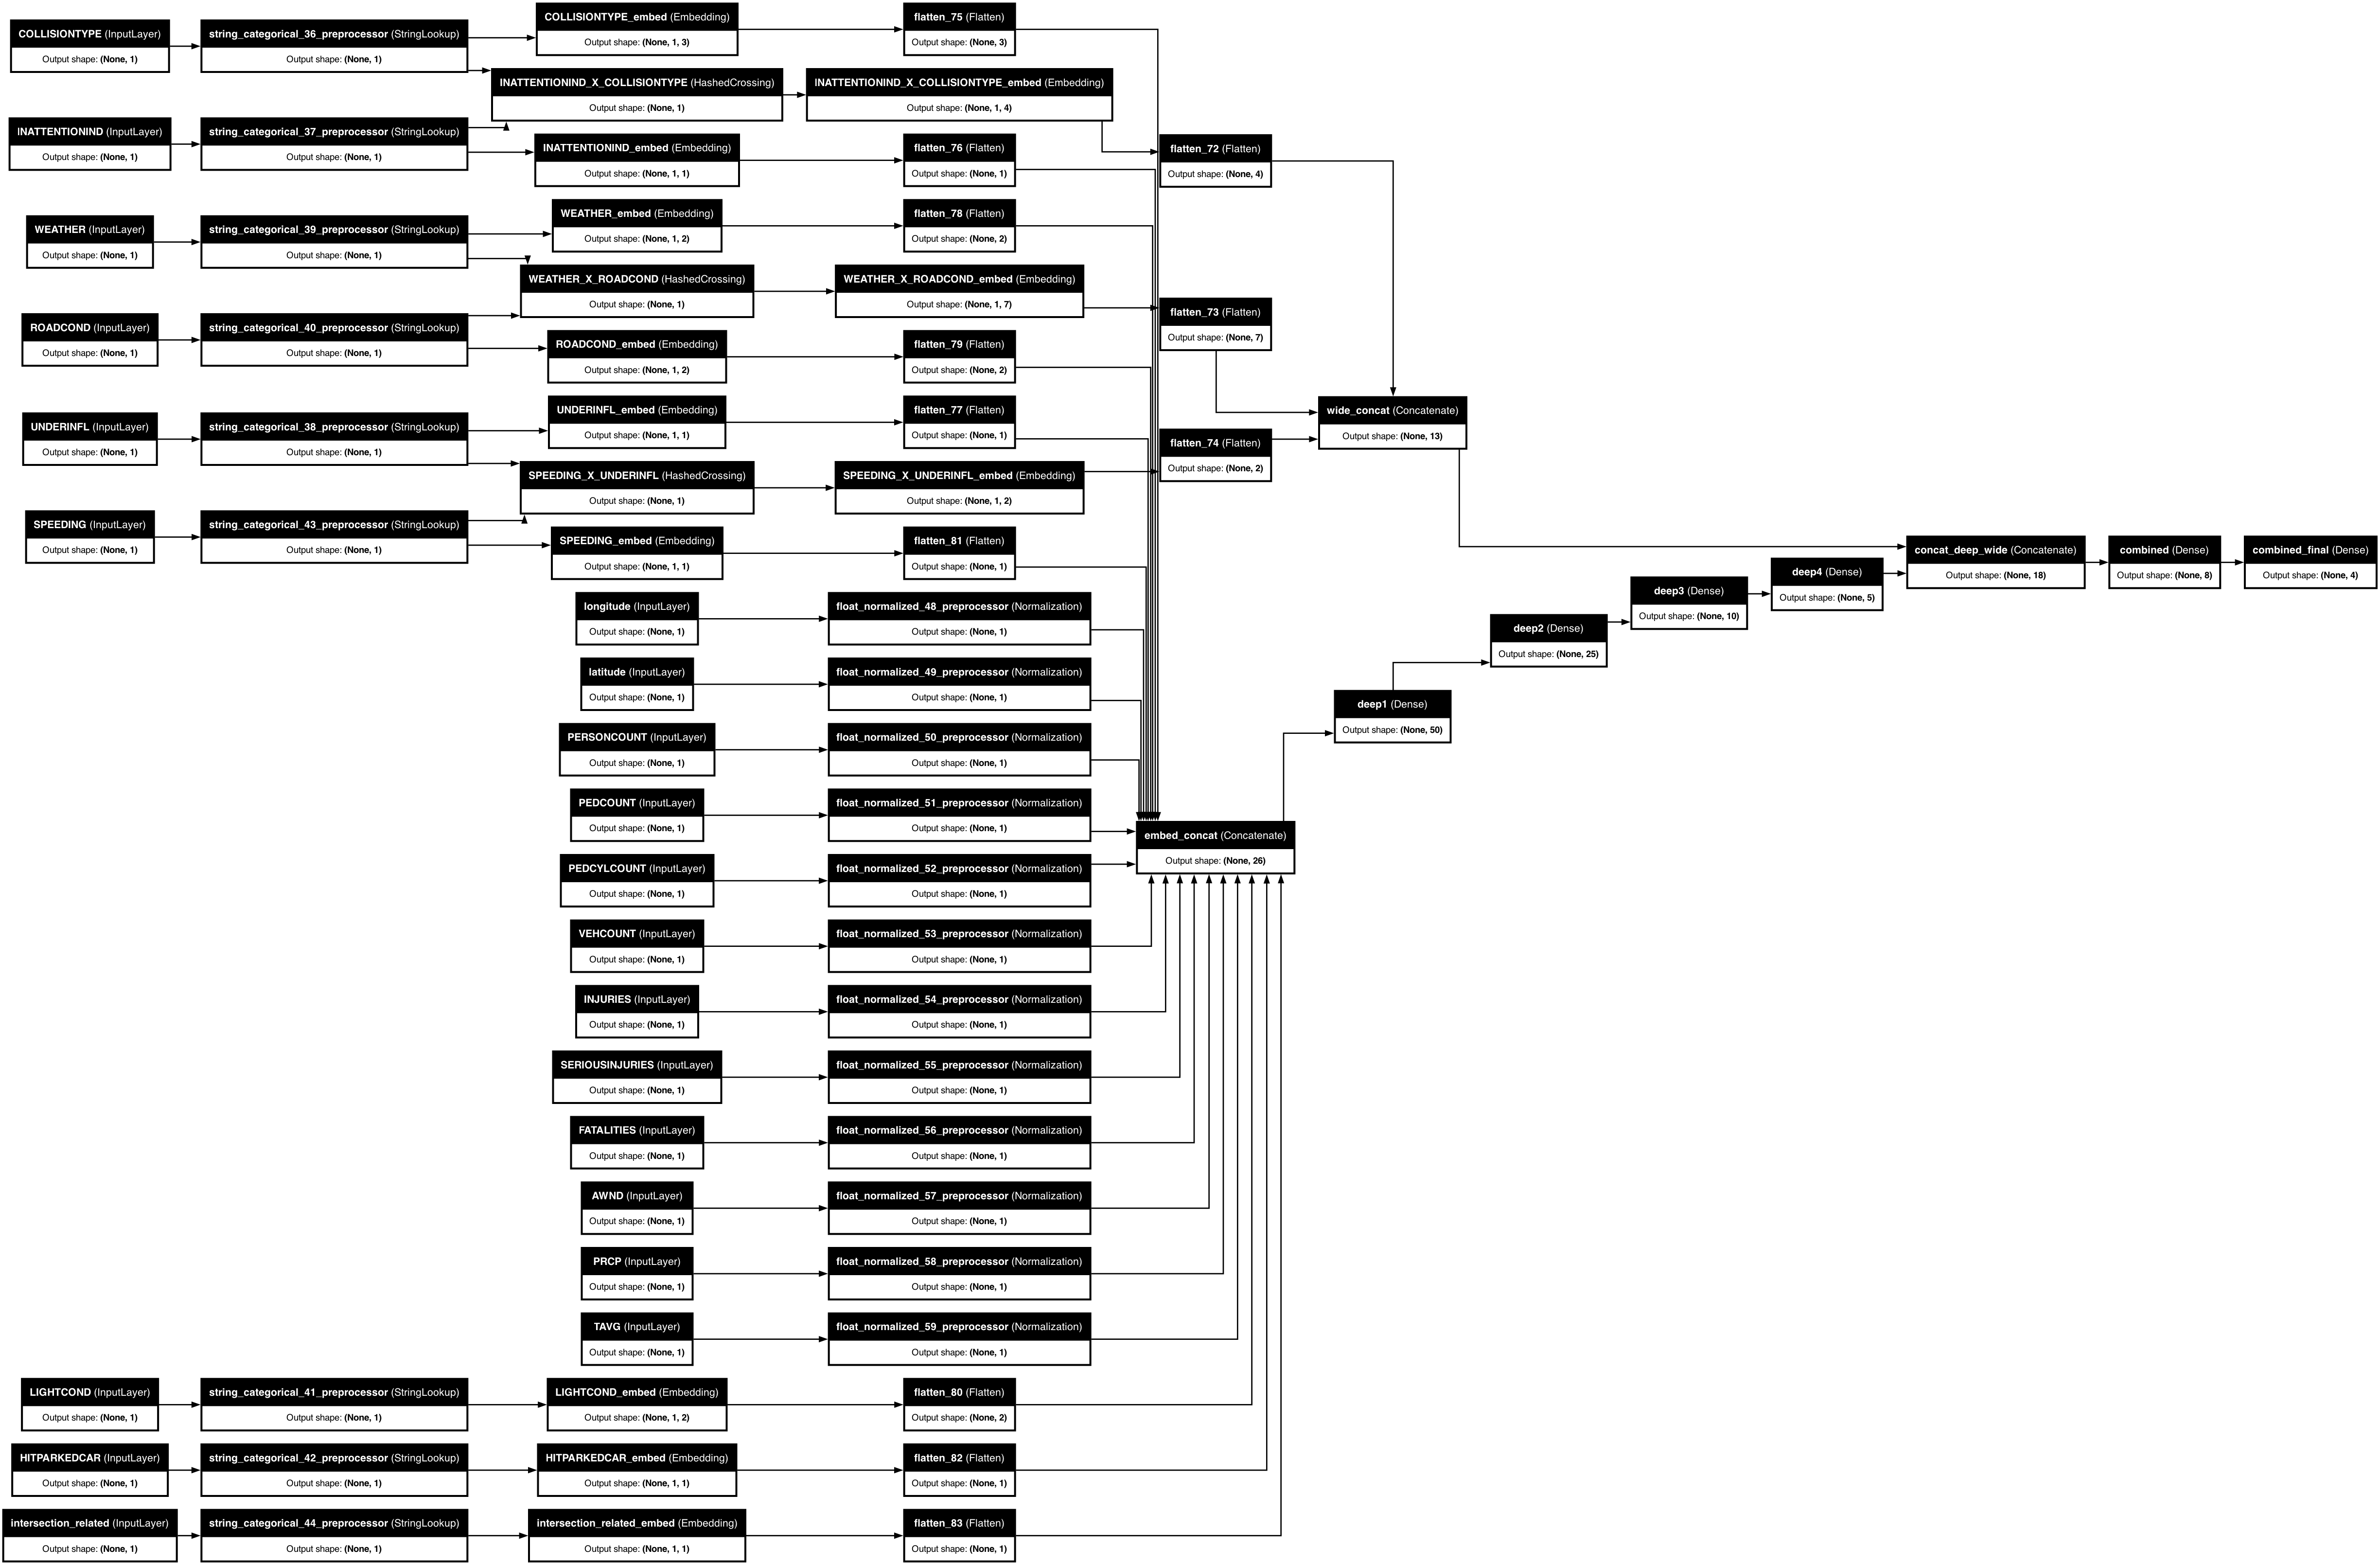 COLLISIONTYPE (InputLayer)
Output shape: (None, 1)
string_categorical_36_preprocessor (StringLookup)
Output shape: (None, 1)
COLLISIONTYPE_embed (Embedding)
Output shape: (None, 1, 3)
flatten_75 (Flatten)
Output shape: (None, 3)
INATTENTIONIND_X_COLLISIONTYPE (HashedCrossing)
Output shape: (None, 1)
INATTENTIONIND_X_COLLISIONTYPE_embed (Embedding)
Output shape: (None, 1, 4)
INATTENTIONIND (InputLayer)
Output shape: (None, 1)
string_categorical_37_preprocessor (StringLookup)
Output shape: (None, 1)
INATTENTIONIND_embed (Embedding)
Output shape: (None, 1, 1)
flatten_76 (Flatten)
Output shape: (None, 1)
flatten_72 (Flatten)
Output shape: (None, 4)
WEATHER (InputLayer)
Output shape: (None, 1)
string_categorical_39_preprocessor (StringLookup)
Output shape: (None, 1)
WEATHER_embed (Embedding)
Output shape: (None, 1, 2)
flatten_78 (Flatten)
Output shape: (None, 2)
WEATHER_X_ROADCOND (HashedCrossing)
Output shape: (None, 1)
WEATHER_X_ROADCOND_embed (Embedding)
Output shape: (None, 1, 7)
flatten_73 (Flatten)
Output shape: (None, 7)
ROADCOND (InputLayer)
Output shape: (None, 1)
string_categorical_40_preprocessor (StringLookup)
Output shape: (None, 1)
ROADCOND_embed (Embedding)
Output shape: (None, 1, 2)
flatten_79 (Flatten)
Output shape: (None, 2)
UNDERINFL (InputLayer)
Output shape: (None, 1)
string_categorical_38_preprocessor (StringLookup)
Output shape: (None, 1)
UNDERINFL_embed (Embedding)
Output shape: (None, 1, 1)
flatten_77 (Flatten)
Output shape: (None, 1)
wide_concat (Concatenate)
Output shape: (None, 13)
flatten_74 (Flatten)
Output shape: (None, 2)
SPEEDING_X_UNDERINFL (HashedCrossing)
Output shape: (None, 1)
SPEEDING_X_UNDERINFL_embed (Embedding)
Output shape: (None, 1, 2)
SPEEDING (InputLayer)
Output shape: (None, 1)
string_categorical_43_preprocessor (StringLookup)
Output shape: (None, 1)
SPEEDING_embed (Embedding)
Output shape: (None, 1, 1)
flatten_81 (Flatten)
Output shape: (None, 1)
concat_deep_wide (Concatenate)
Output shape: (None, 18)
combined (Dense)
Output shape: (None, 8)
combined_final (Dense)
Output shape: (None, 4)
deep4 (Dense)
Output shape: (None, 5)
deep3 (Dense)
Output shape: (None, 10)
deep2 (Dense)
Output shape: (None, 25)
deep1 (Dense)
Output shape: (None, 50)
longitude (InputLayer)
Output shape: (None, 1)
float_normalized_48_preprocessor (Normalization)
Output shape: (None, 1)
latitude (InputLayer)
Output shape: (None, 1)
float_normalized_49_preprocessor (Normalization)
Output shape: (None, 1)
PERSONCOUNT (InputLayer)
Output shape: (None, 1)
float_normalized_50_preprocessor (Normalization)
Output shape: (None, 1)
PEDCOUNT (InputLayer)
Output shape: (None, 1)
float_normalized_51_preprocessor (Normalization)
Output shape: (None, 1)
embed_concat (Concatenate)
Output shape: (None, 26)
PEDCYLCOUNT (InputLayer)
Output shape: (None, 1)
float_normalized_52_preprocessor (Normalization)
Output shape: (None, 1)
VEHCOUNT (InputLayer)
Output shape: (None, 1)
float_normalized_53_preprocessor (Normalization)
Output shape: (None, 1)
INJURIES (InputLayer)
Output shape: (None, 1)
float_normalized_54_preprocessor (Normalization)
Output shape: (None, 1)
SERIOUSINJURIES (InputLayer)
Output shape: (None, 1)
float_normalized_55_preprocessor (Normalization)
Output shape: (None, 1)
FATALITIES (InputLayer)
Output shape: (None, 1)
float_normalized_56_preprocessor (Normalization)
Output shape: (None, 1)
AWND (InputLayer)
Output shape: (None, 1)
float_normalized_57_preprocessor (Normalization)
Output shape: (None, 1)
PRCP (InputLayer)
Output shape: (None, 1)
float_normalized_58_preprocessor (Normalization)
Output shape: (None, 1)
TAVG (InputLayer)
Output shape: (None, 1)
float_normalized_59_preprocessor (Normalization)
Output shape: (None, 1)
LIGHTCOND (InputLayer)
Output shape: (None, 1)
string_categorical_41_preprocessor (StringLookup)
Output shape: (None, 1)
LIGHTCOND_embed (Embedding)
Output shape: (None, 1, 2)
flatten_80 (Flatten)
Output shape: (None, 2)
HITPARKEDCAR (InputLayer)
Output shape: (None, 1)
string_categorical_42_preprocessor (StringLookup)
Output shape: (None, 1)
HITPARKEDCAR_embed (Embedding)
Output shape: (None, 1, 1)
flatten_82 (Flatten)
Output shape: (None, 1)
intersection_related (InputLayer)
Output shape: (None, 1)
string_categorical_44_preprocessor (StringLookup)
Output shape: (None, 1)
intersection_related_embed (Embedding)
Output shape: (None, 1, 1)
flatten_83 (Flatten)
Output shape: (None, 1)